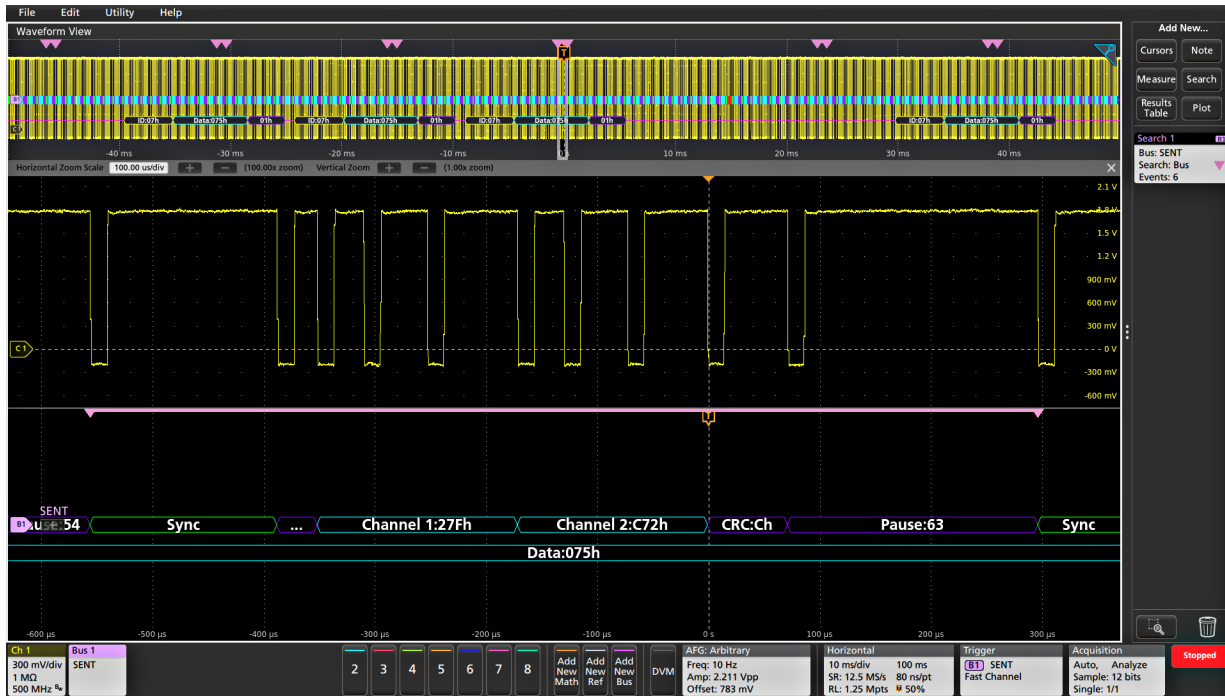 File Edit Utility Help
Waveform View
Add New...
Cursors Note
Measure Search
Results Table Plot
Search 1 B1
Bus: SENT
Search: Bus
Events: 6
T
B1
ID:07h Data:075h 01h ID:07h Data:075h 01h ID:07h Data:075h 01h ID:07h Data:075h 01h
-40 ms -30 ms -20 ms -10 ms 0 s 10 ms 20 ms 30 ms 40 ms
Horizontal Zoom Scale 100.00 us/div + − (100.00x zoom) Vertical Zoom + − (1.00x zoom) ×
2.1 V
1.8 V
1.5 V
1.2 V
900 mV
600 mV
300 mV
C1 0 V
-300 mV
-600 mV
T
SENT
B1 Sync ... Channel 1:27Fh Channel 2:C72h CRC:Ch Pause:63 Sync
Data:075h
-600 µs -500 µs -400 µs -300 µs -200 µs -100 µs 0 s 100 µs 200 µs 300 µs
Ch 1
300 mV/div
1 MΩ
500 MHz Bw
Bus 1
SENT
2 3 4 5 6 7 8
Add New Math
Add New Ref
Add New Bus
DVM
AFG: Arbitrary
Freq: 10 Hz
Amp: 2.211 Vpp
Offset: 783 mV
Horizontal
10 ms/div 100 ms
SR: 12.5 MS/s 80 ns/pt
RL: 1.25 Mpts 50%
Trigger
B1 SENT
Fast Channel
Acquisition
Auto, Analyze
Sample: 12 bits
Single: 1/1
Stopped